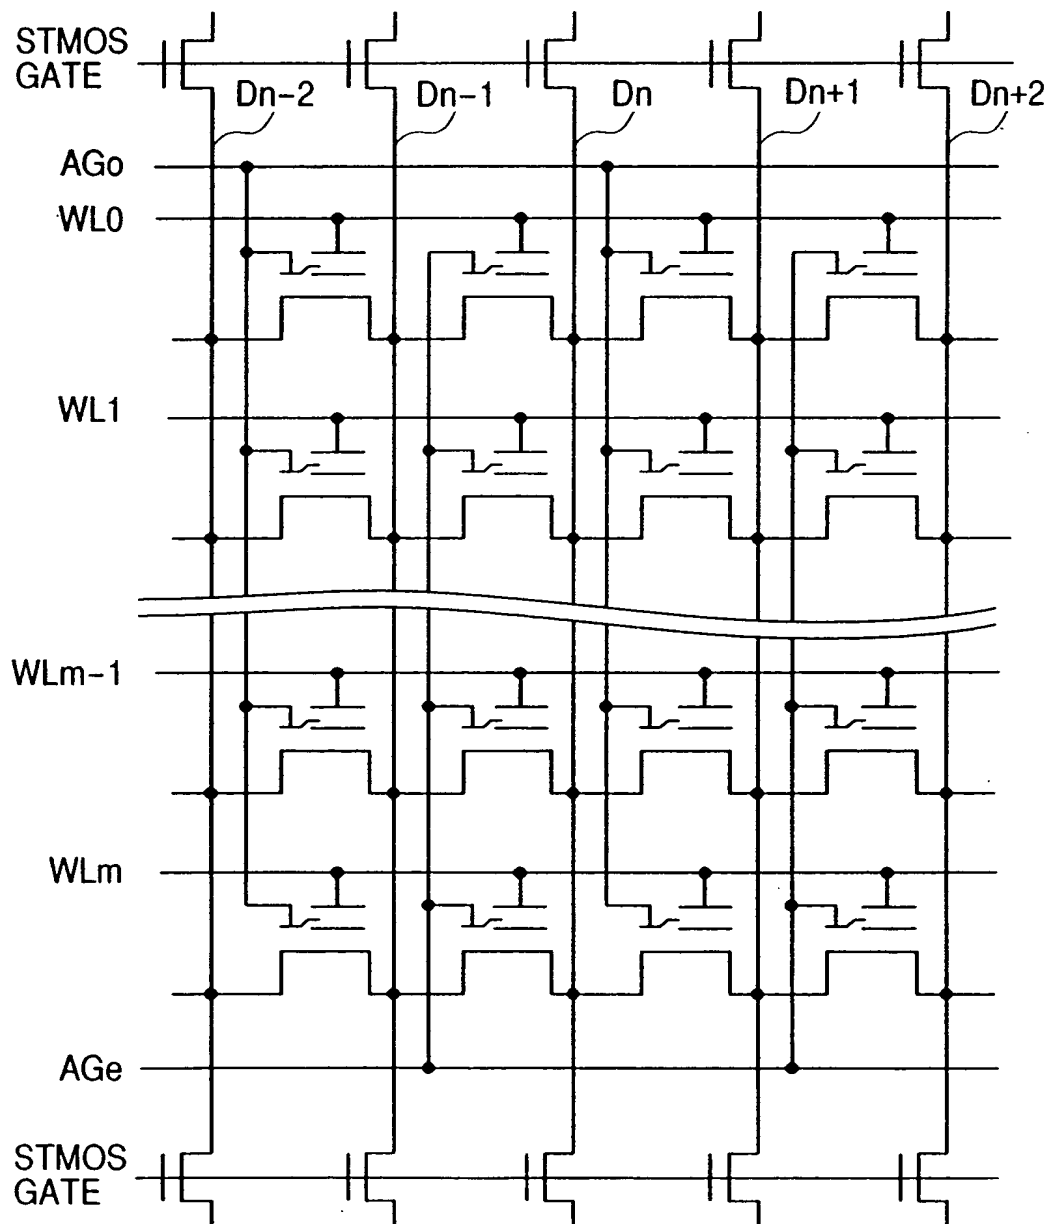 STMOS
GATE
Dn-2 Dn-1 Dn Dn+1 Dn+2
AGo
WL0
WL1
WLm-1
WLm
AGe
STMOS
GATE